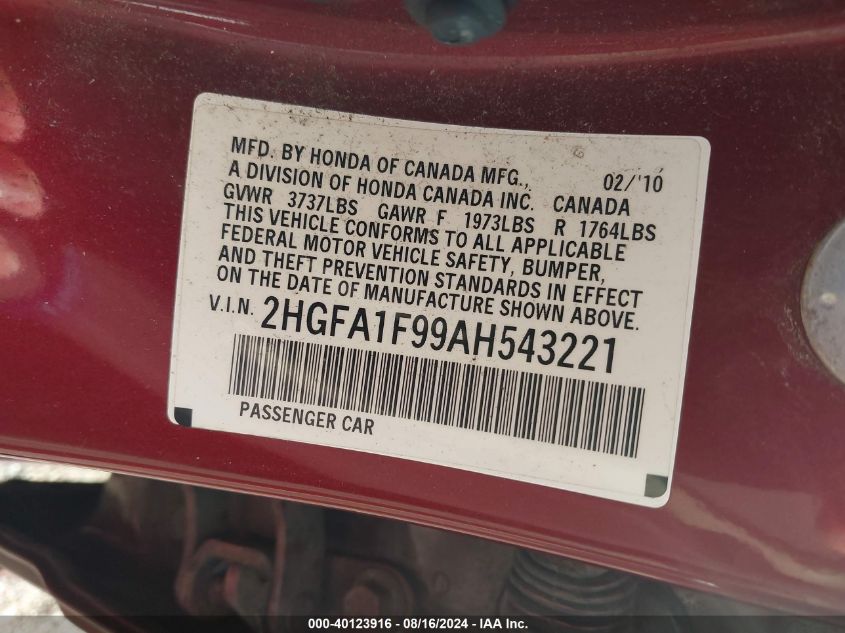 MFD. BY HONDA OF CANADA MFG., 02/'10
A DIVISION OF HONDA CANADA INC. CANADA
GVWR 3737LBS GAWR F 1973LBS R 1764LBS
THIS VEHICLE CONFORMS TO ALL APPLICABLE
FEDERAL MOTOR VEHICLE SAFETY, BUMPER,
AND THEFT PREVENTION STANDARDS IN EFFECT
ON THE DATE OF MANUFACTURE SHOWN ABOVE.
V.I.N. 2HGFA1F99AH543221
PASSENGER CAR
000-40123916 - 08/16/2024 - IAA Inc.